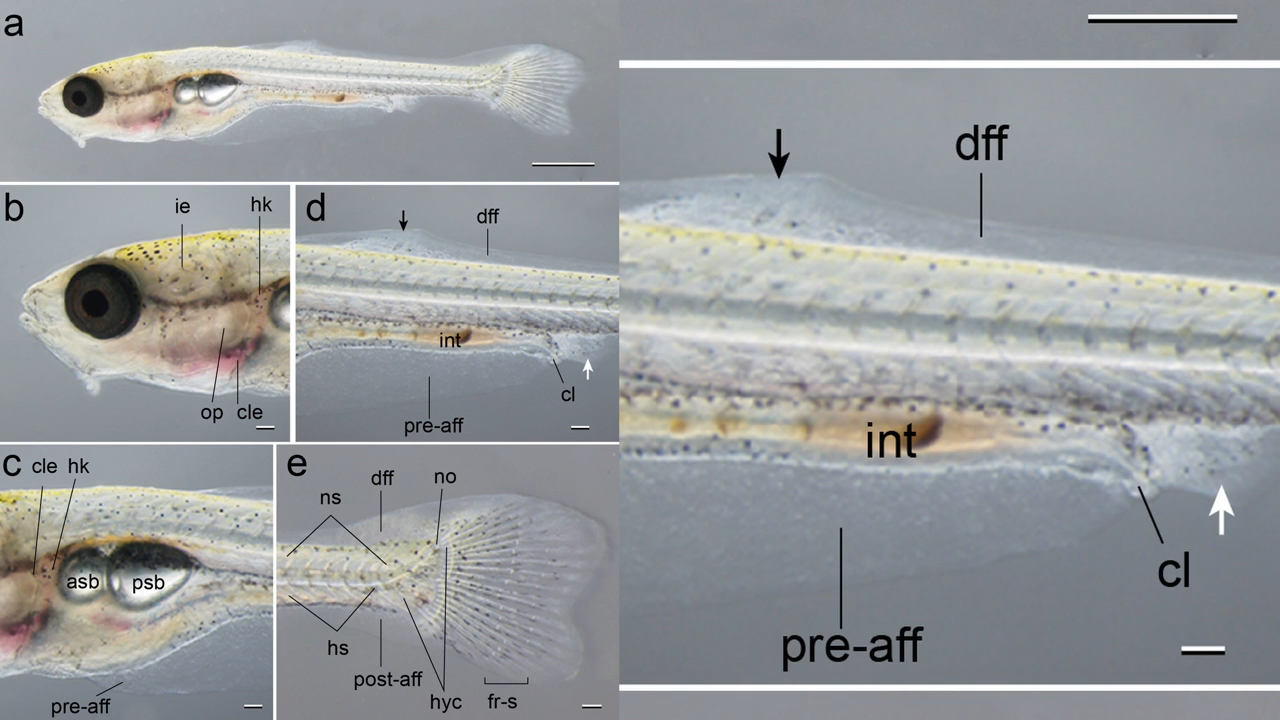 a
b
ie
hk
op
cle
d
dff
int
cl
pre-aff
c
cle
hk
asb
psb
pre-aff
e
ns
dff
no
hs
post-aff
hyc
fr-s
dff
int
cl
pre-aff